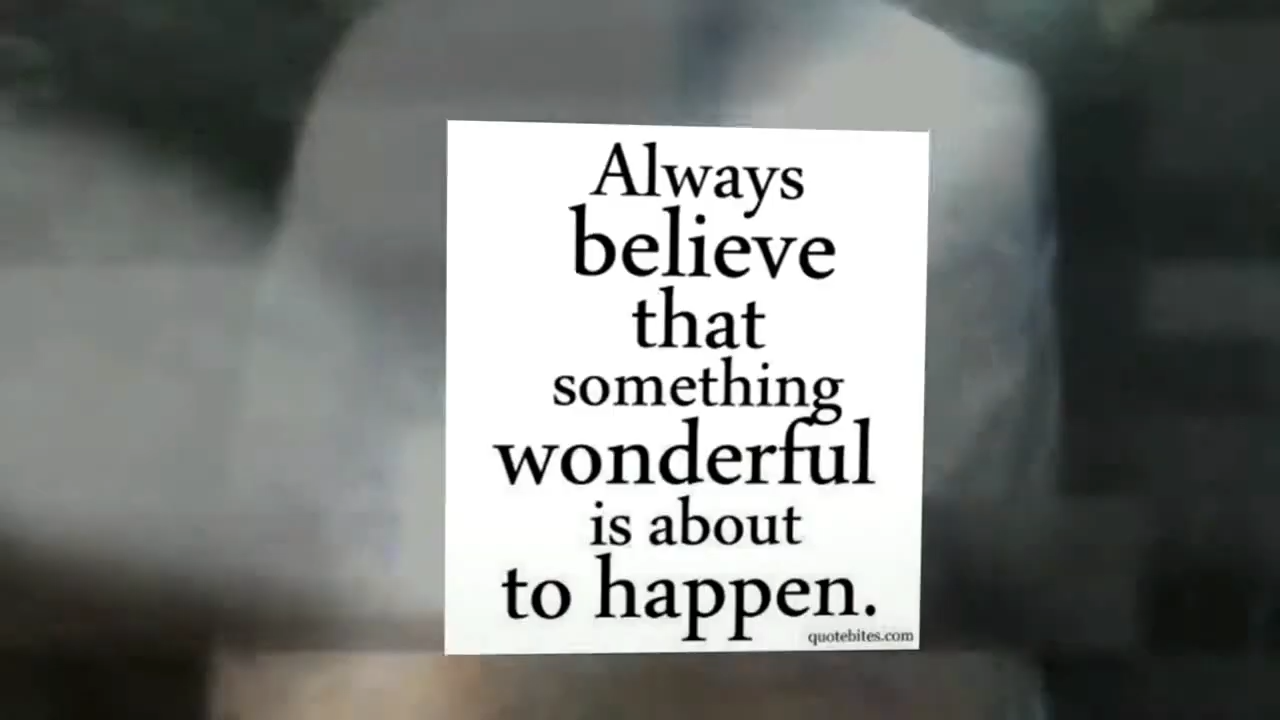 Always
believe
that
something
wonderful
is about
to happen.
quotebites.com